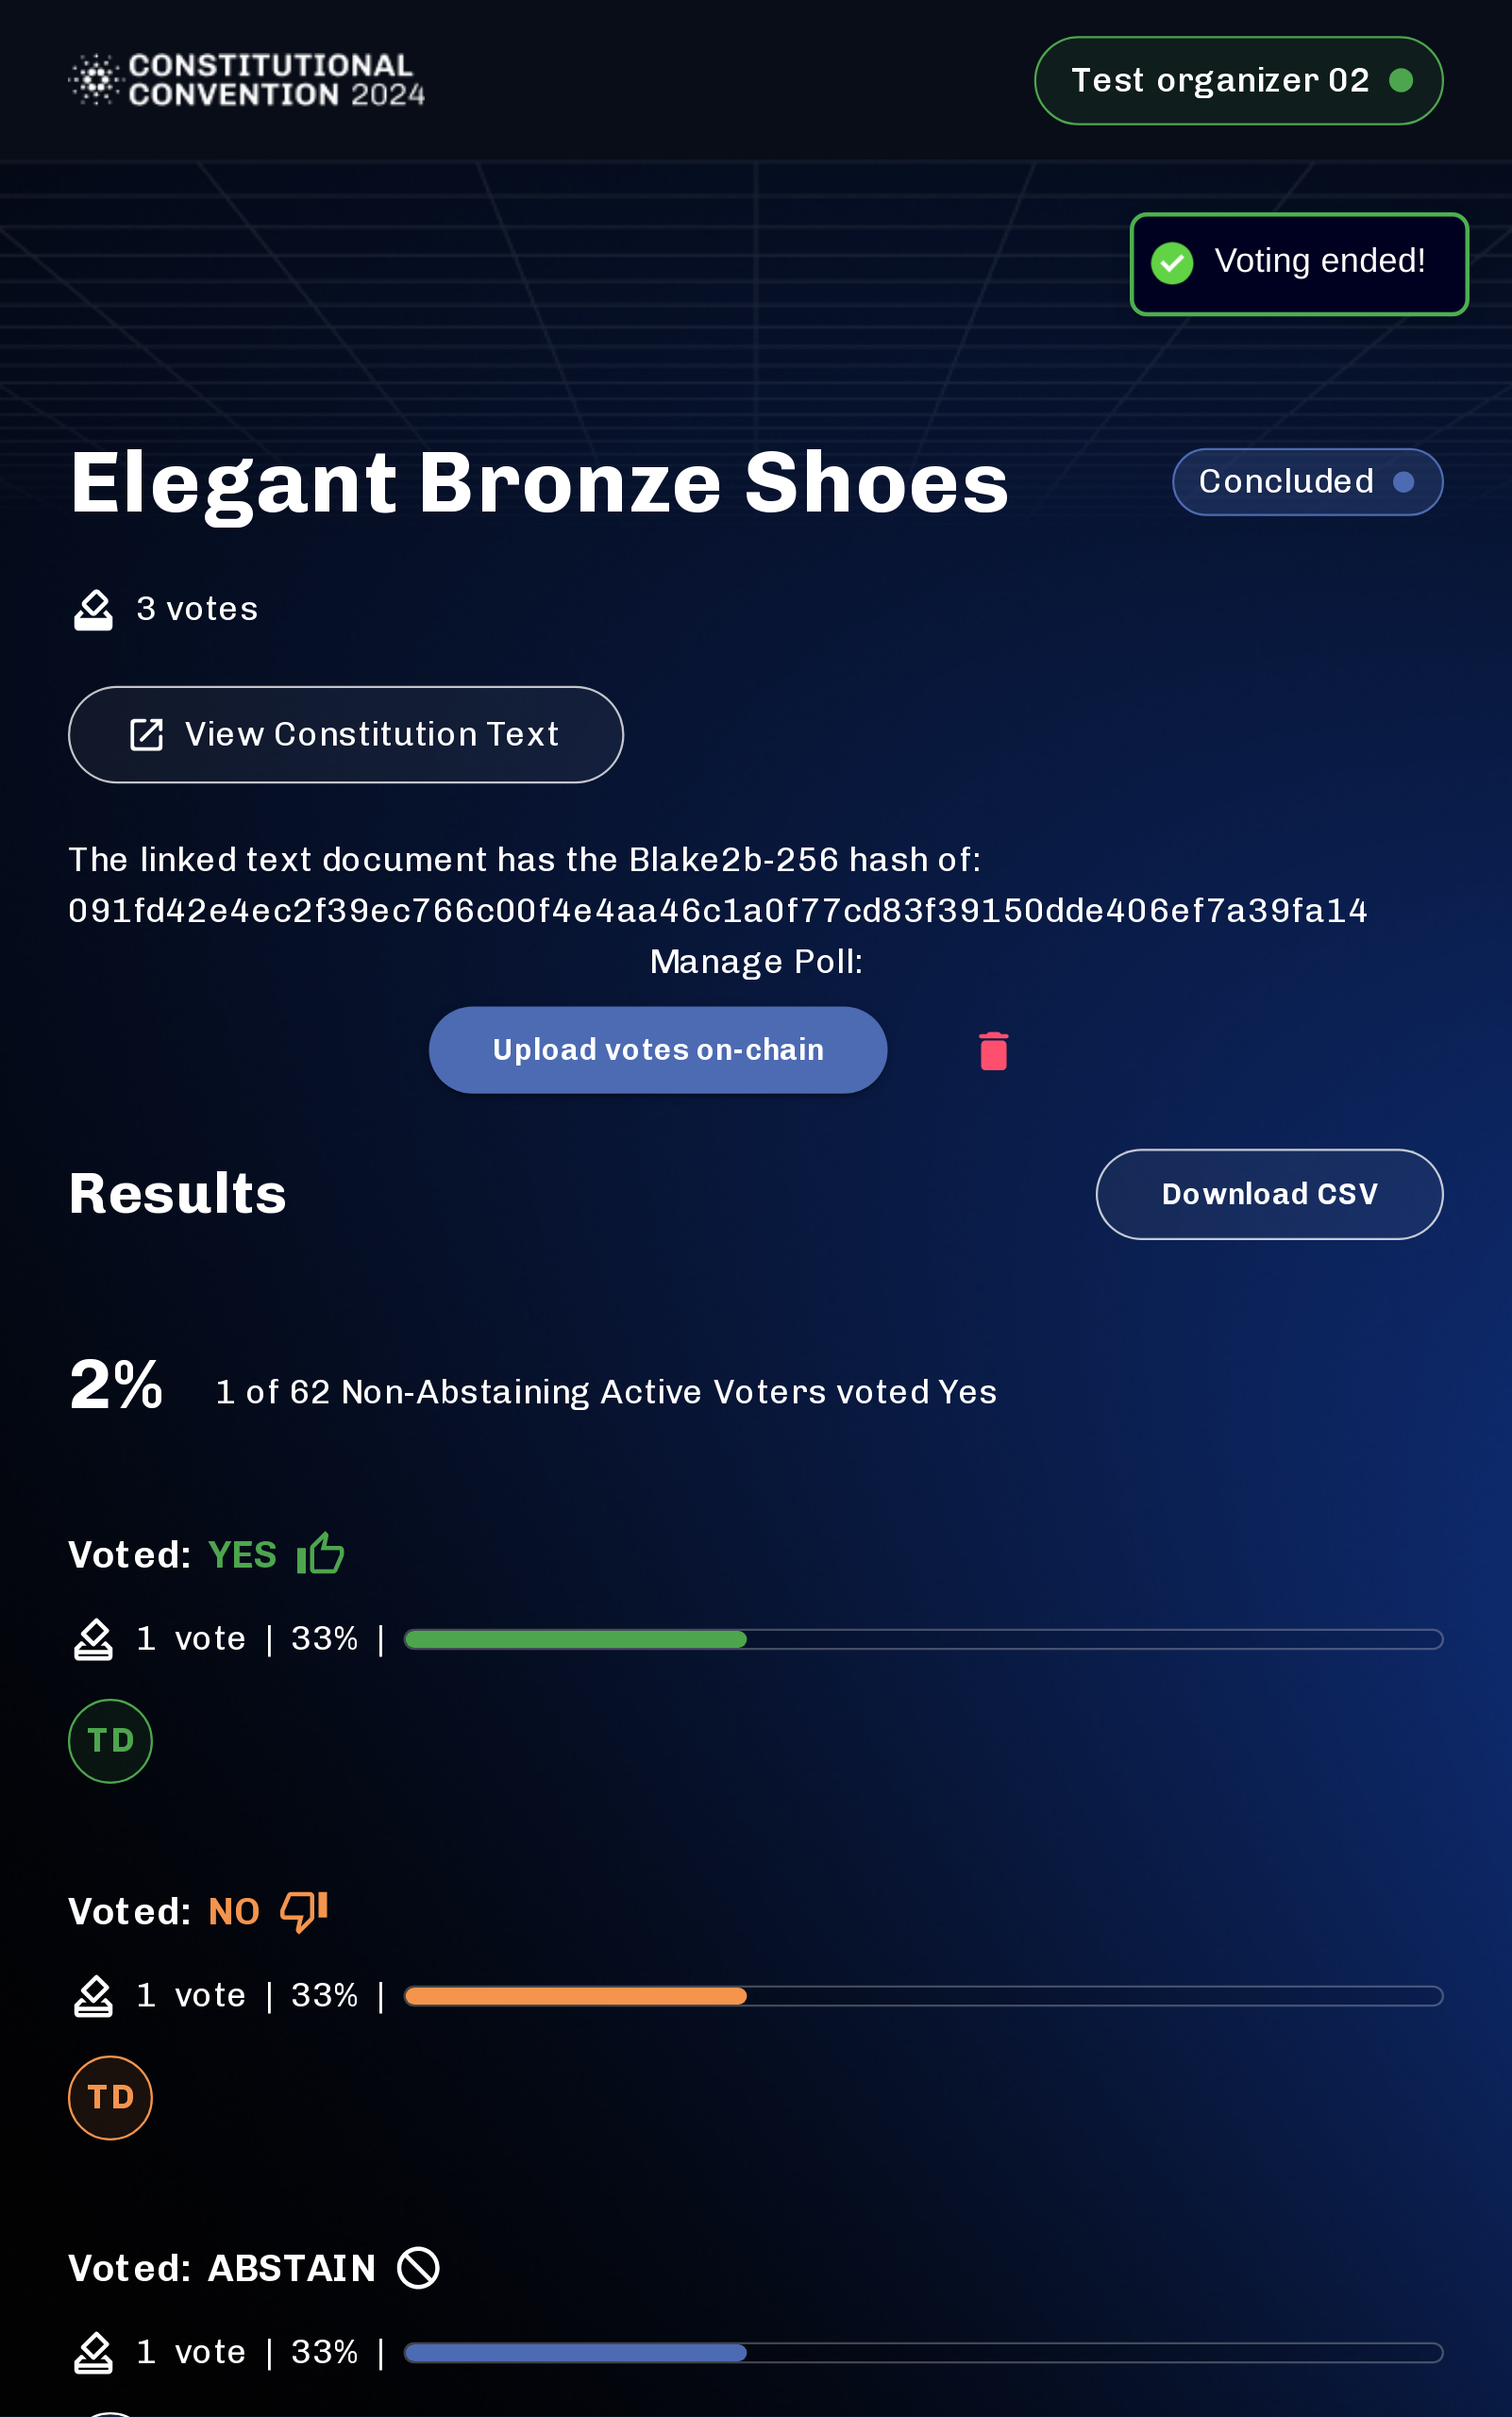 CONSTITUTIONAL
CONVENTION 2024
Test organizer 02
Voting ended!
Elegant Bronze Shoes
Concluded
3 votes
View Constitution Text
The linked text document has the Blake2b-256 hash of:
091fd42e4ec2f39ec766c00f4e4aa46c1a0f77cd83f39150dde406ef7a39fa14
Manage Poll:
Upload votes on-chain
Results
Download CSV
2%
1 of 62 Non-Abstaining Active Voters voted Yes
Voted: YES
1 vote | 33% |
TD
Voted: NO
1 vote | 33% |
TD
Voted: ABSTAIN
1 vote | 33% |